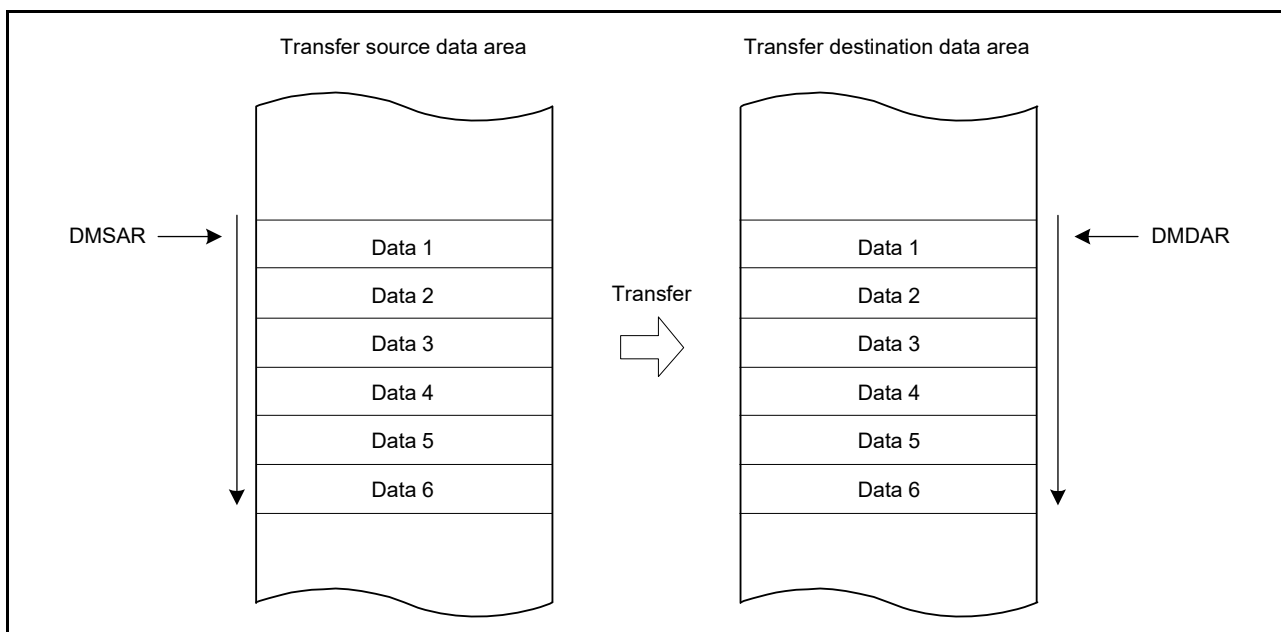 Transfer source data area
Transfer destination data area
DMSAR
Data 1
Data 2
Data 3
Data 4
Data 5
Data 6
Transfer
Data 1
Data 2
Data 3
Data 4
Data 5
Data 6
DMDAR